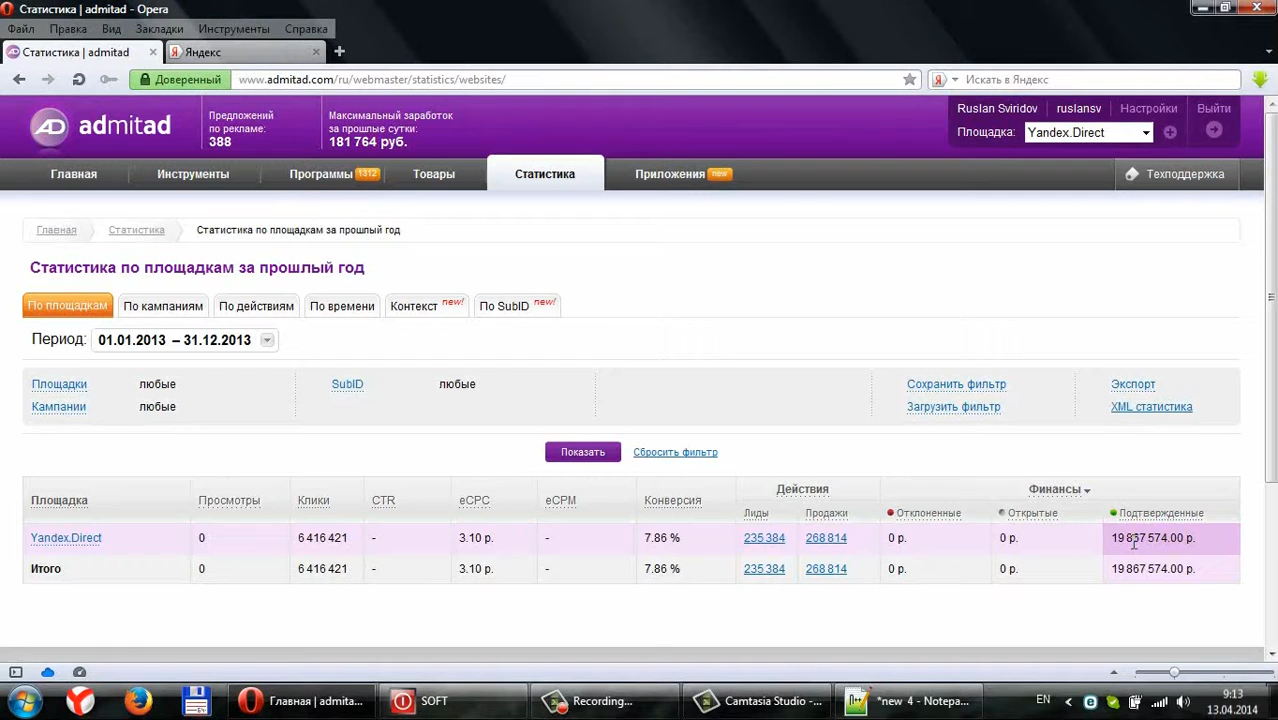 Статистика | admitad - Opera
Файл Правка Вид Закладки Инструменты Справка
Статистика | admitad Яндекс
Доверенный www.admitad.com/ru/webmaster/statistics/websites/ Искать в Яндекс
admitad
Предложений
по рекламе:
388
Максимальный заработок
за прошлые сутки:
181 764 руб.
Ruslan Sviridov ruslansv Настройки Выйти
Площадка: Yandex.Direct
Главная Инструменты Программы 1312 Товары Статистика Приложения new Техподдержка
Главная Статистика Статистика по площадкам за прошлый год
Статистика по площадкам за прошлый год
По площадкам По кампаниям По действиям По времени Контекст new! По SubID new!
Период: 01.01.2013 – 31.12.2013
Площадки любые SubID любые Сохранить фильтр Экспорт
Кампании любые Загрузить фильтр XML статистика
Показать Сбросить фильтр
Площадка Просмотры Клики CTR eCPC eCPM Конверсия Действия Финансы
Лиды Продажи Отклоненные Открытые Подтвержденные
Yandex.Direct 0 6 416 421 - 3.10 р. - 7.86 % 235 384 268 814 0 р. 0 р. 19 867 574.00 р.
Итого 0 6 416 421 - 3.10 р. - 7.86 % 235 384 268 814 0 р. 0 р. 19 867 574.00 р.
Главная | admita... SOFT Recording... Camtasia Studio -... *new 4 - Notepa... EN 9:13
13.04.2014